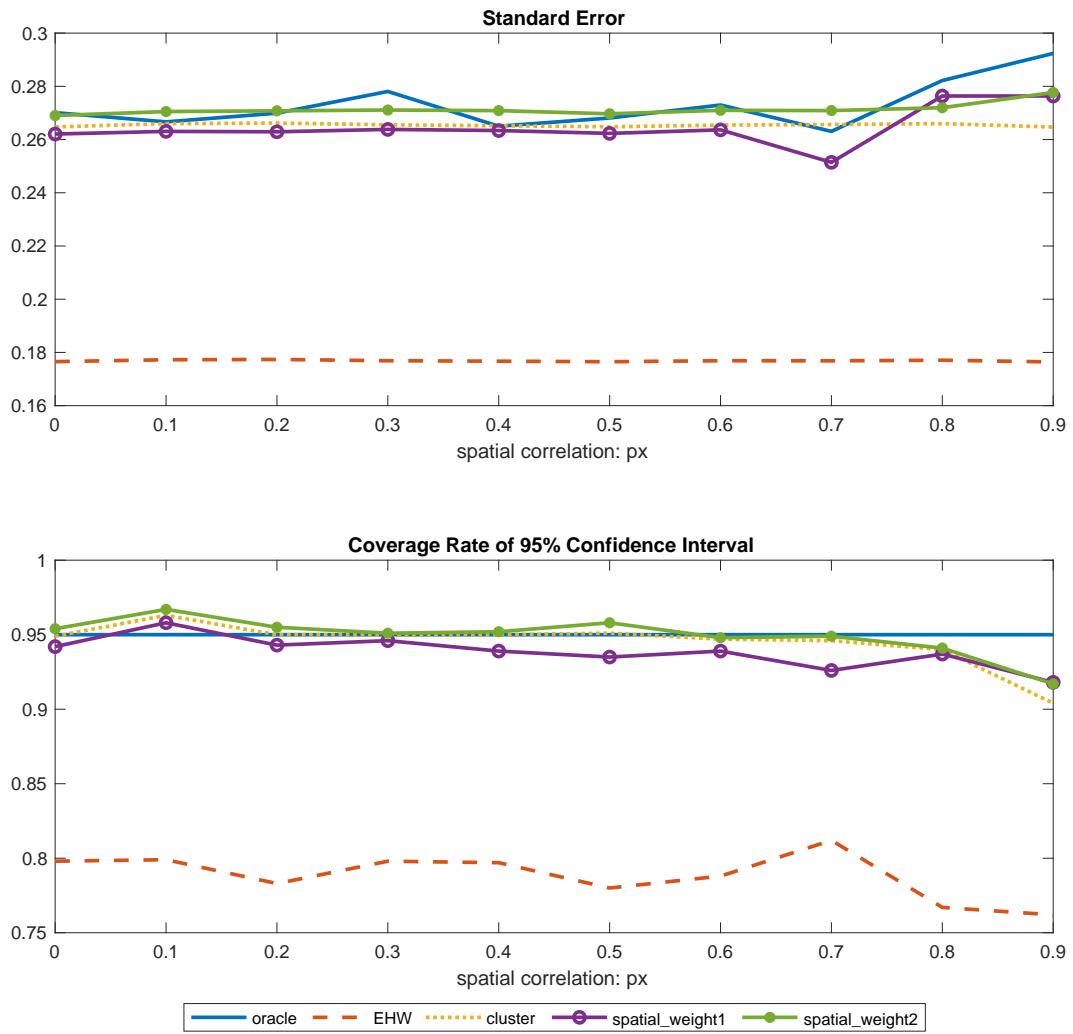 Standard Error
0.3
0.28
0.26
0.24
0.22
0.2
0.18
0.16
0 0.1 0.2 0.3 0.4 0.5 0.6 0.7 0.8 0.9
spatial correlation: px
Coverage Rate of 95% Confidence Interval
1
0.95
0.9
0.85
0.8
0.75
0 0.1 0.2 0.3 0.4 0.5 0.6 0.7 0.8 0.9
spatial correlation: px
oracle EHW cluster spatial_weight1 spatial_weight2